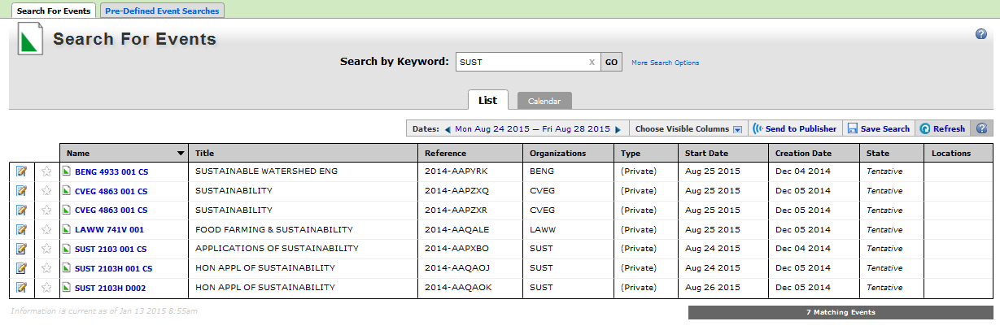 Search For Events Pre-Defined Event Searches
Search For Events
Search by Keyword: SUST x GO More Search Options
List Calendar
Dates: Mon Aug 24 2015 — Fri Aug 28 2015 Choose Visible Columns Send to Publisher Save Search Refresh ?
Name Title Reference Organizations Type Start Date Creation Date State Locations
BENG 4933 001 CS SUSTAINABLE WATERSHED ENG 2014-AAPYRK BENG (Private) Aug 25 2015 Dec 04 2014 Tentative
CVEG 4863 001 CS SUSTAINABILITY 2014-AAPZXQ CVEG (Private) Aug 25 2015 Dec 05 2014 Tentative
CVEG 4863 001 CS SUSTAINABILITY 2014-AAPZXR CVEG (Private) Aug 25 2015 Dec 05 2014 Tentative
LAWW 741V 001 FOOD FARMING & SUSTAINABILITY 2014-AAQALE LAWW (Private) Aug 25 2015 Dec 05 2014 Tentative
SUST 2103 001 CS APPLICATIONS OF SUSTAINABILITY 2014-AAPXBO SUST (Private) Aug 24 2015 Dec 04 2014 Tentative
SUST 2103H 001 CS HON APPL OF SUSTAINABILITY 2014-AAQAOJ SUST (Private) Aug 24 2015 Dec 05 2014 Tentative
SUST 2103H D002 HON APPL OF SUSTAINABILITY 2014-AAQAOK SUST (Private) Aug 26 2015 Dec 05 2014 Tentative
Information is current as of Jan 13 2015 8:55am 7 Matching Events